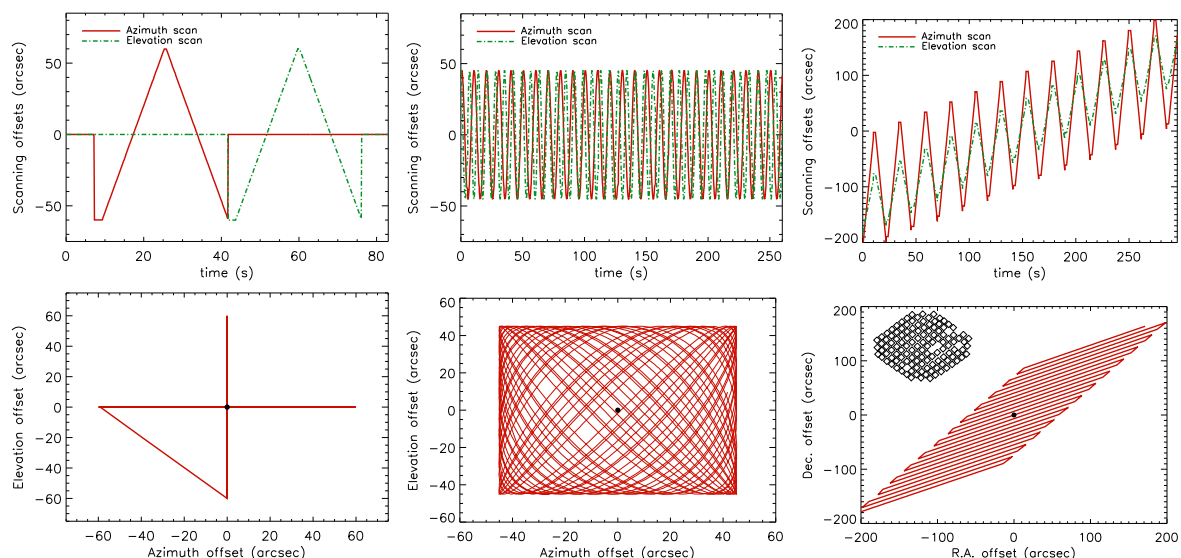 Azimuth scan
Elevation scan
Scanning offsets (arcsec)
50
0
−50
0 20 40 60 80
time (s)
Azimuth scan
Elevation scan
Scanning offsets (arcsec)
50
0
−50
0 50 100 150 200 250
time (s)
Azimuth scan
Elevation scan
Scanning offsets (arcsec)
200
100
0
−100
−200
0 50 100 150 200 250
time (s)
Elevation offset (arcsec)
60
40
20
0
−20
−40
−60
−60 −40 −20 0 20 40 60
Azimuth offset (arcsec)
Elevation offset (arcsec)
60
40
20
0
−20
−40
−60
−60 −40 −20 0 20 40 60
Azimuth offset (arcsec)
Dec. offset (arcsec)
200
100
0
−100
−200
−200 −100 0 100 200
R.A. offset (arcsec)